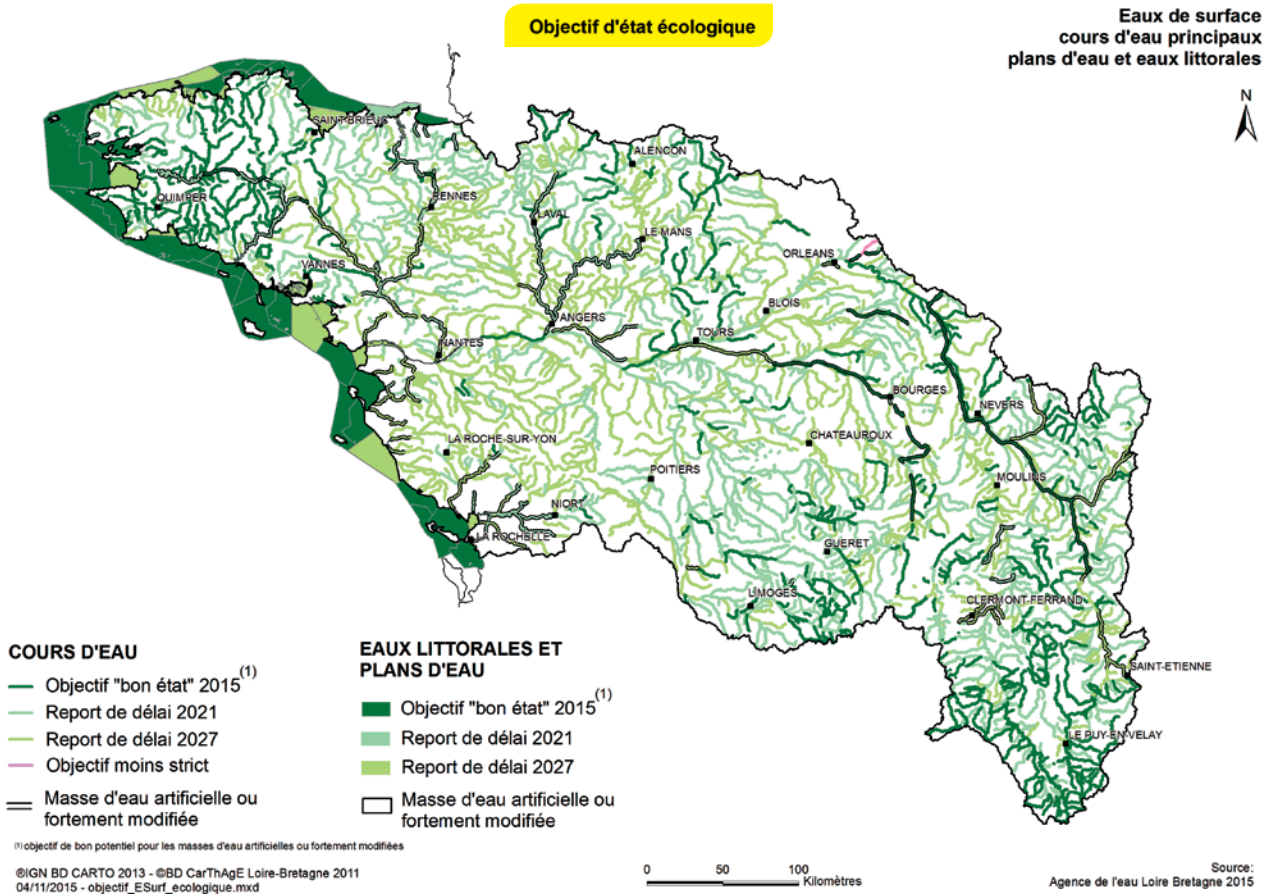 Objectif d'état écologique
Eaux de surface
cours d'eau principaux
plans d'eau et eaux littorales
N
SAINT-BRIEUC
ALENCON
QUIMPER
RENNES
LAVAL
LE MANS
ORLEANS
VANNES
BLOIS
ANGERS
TOURS
NANTES
BOURGES
NEVERS
LA ROCHE-SUR-YON
CHATEAUROUX
POITIERS
MOULINS
NIORT
LA ROCHELLE
GUERET
LIMOGES
CLERMONT-FERRAND
SAINT-ETIENNE
LE PUY-EN-VELAY
COURS D'EAU
Objectif "bon état" 2015(1)
Report de délai 2021
Report de délai 2027
Objectif moins strict
Masse d'eau artificielle ou
fortement modifiée
EAUX LITTORALES ET
PLANS D'EAU
Objectif "bon état" 2015(1)
Report de délai 2021
Report de délai 2027
Masse d'eau artificielle ou
fortement modifiée
(1) objectif de bon potentiel pour les masses d'eau artificielles ou fortement modifiées
©IGN BD CARTO 2013 - ©BD CarThAgE Loire-Bretagne 2011
04/11/2015 - objectif_ESurf_ecologique.mxd
0 50 100
Kilomètres
Source:
Agence de l'eau Loire Bretagne 2015